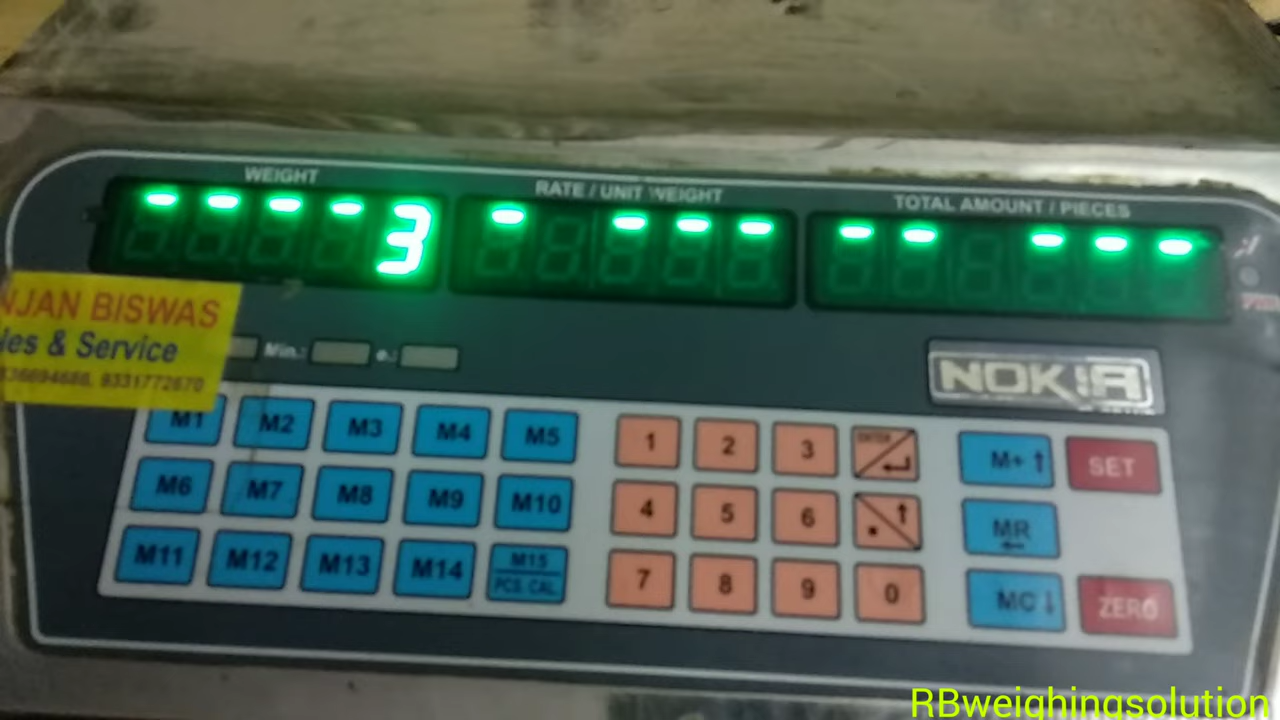 WEIGHT
RATE / UNIT WEIGHT
TOTAL AMOUNT / PIECES
3
NJAN BISWAS
les & Service
9331772670
Min.:
e.:
NOKIA
M1 M2 M3 M4 M5
1 2 3 ENTER
M+ SET
M6 M7 M8 M9 M10
4 5 6 .
MR
M11 M12 M13 M14 M15
PCS. CAL.
7 8 9 0
MC ZERO
RBweighingsolution